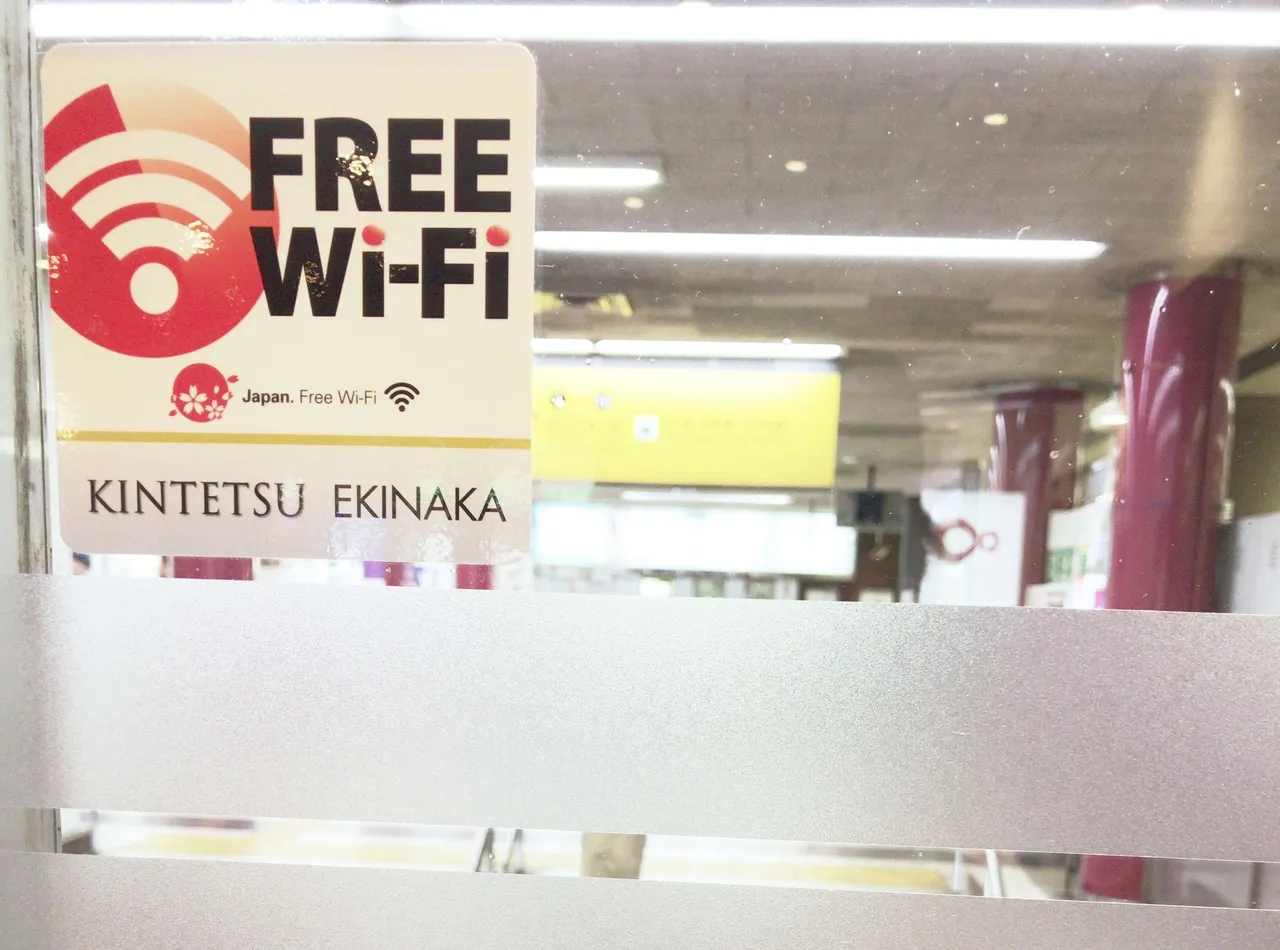 FREE
Wi-Fi
Japan. Free Wi-Fi
KINTETSU EKINAKA